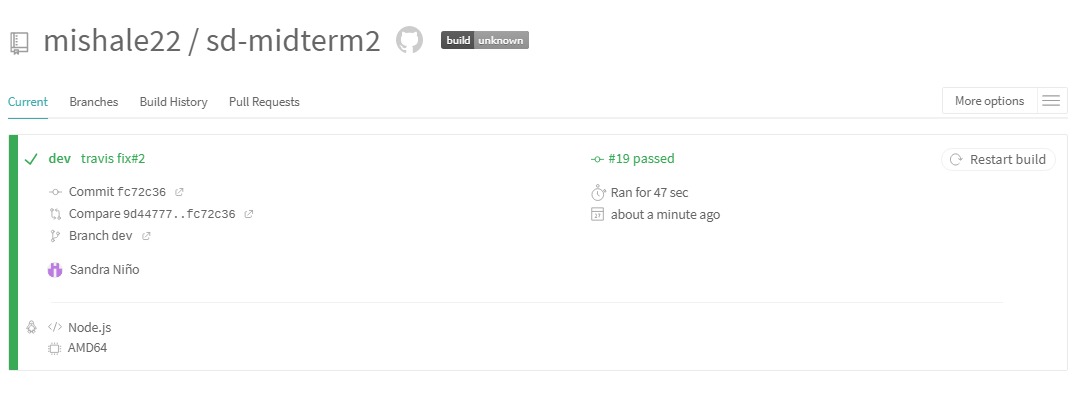 mishale22 / sd-midterm2 build unknown
Current Branches Build History Pull Requests More options
dev travis fix#2 #19 passed Restart build
Commit fc72c36 Ran for 47 sec
Compare 9d44777..fc72c36 about a minute ago
Branch dev
Sandra Niño
Node.js
AMD64